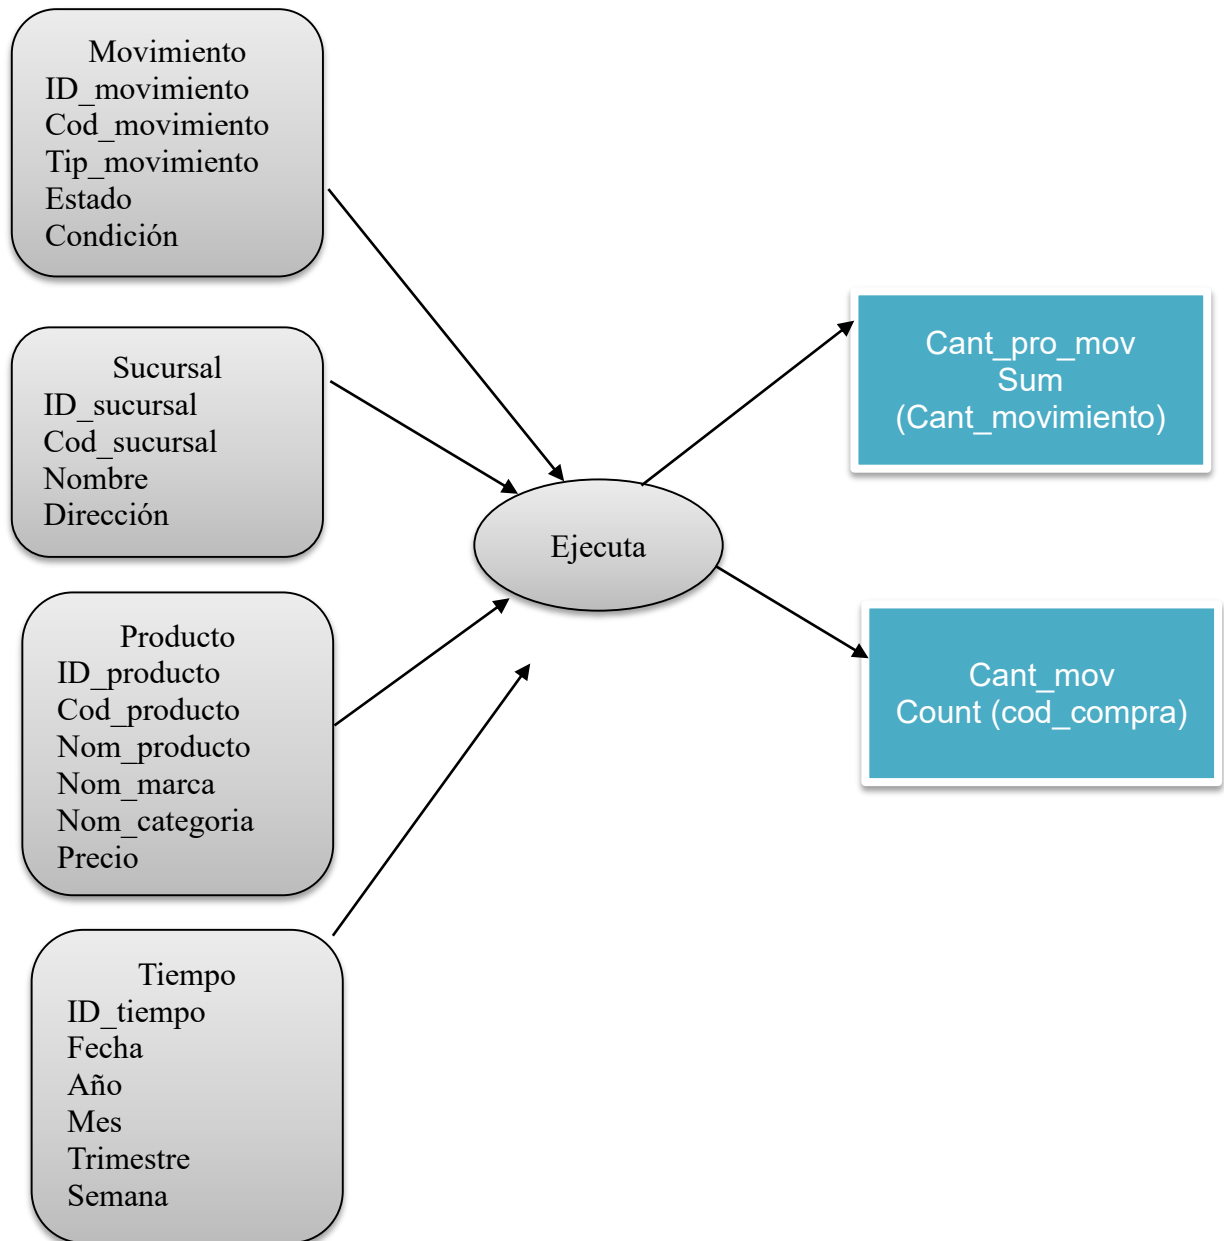 Movimiento
ID_movimiento
Cod_movimiento
Tip_movimiento
Estado
Condición
Sucursal
ID_sucursal
Cod_sucursal
Nombre
Dirección
Producto
ID_producto
Cod_producto
Nom_producto
Nom_marca
Nom_categoria
Precio
Tiempo
ID_tiempo
Fecha
Año
Mes
Trimestre
Semana
Ejecuta
Cant_pro_mov
Sum
(Cant_movimiento)
Cant_mov
Count (cod_compra)